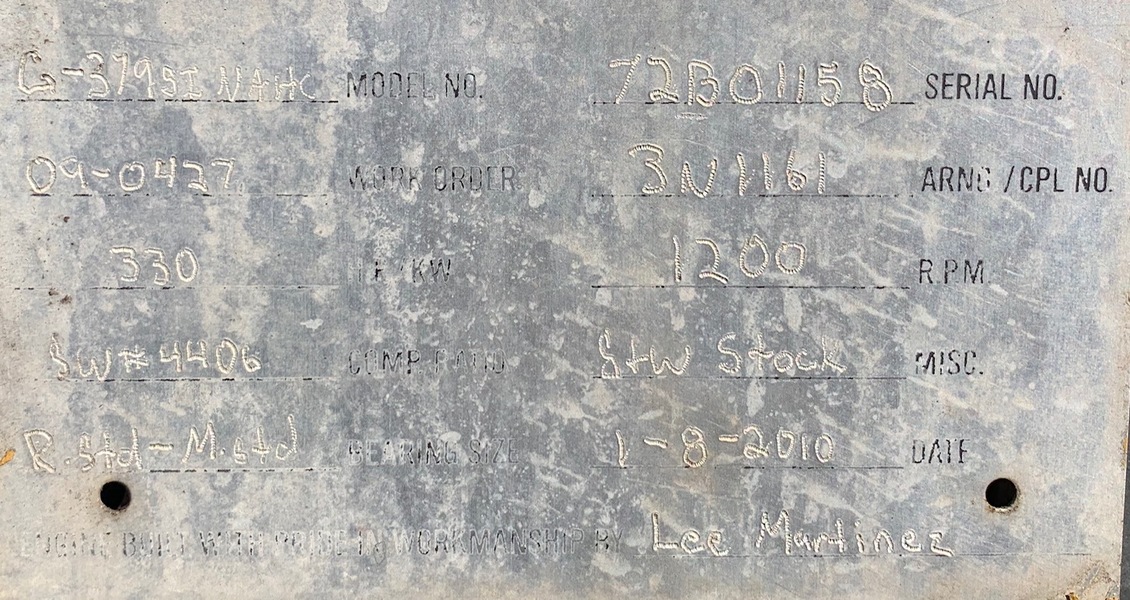 G-379SI NAHC MODEL NO. 72B01158 SERIAL NO.
09-0427 WORK ORDER 3N1161 ARNG /CPL NO.
330 H.P./KW 1200 R.P.M.
SW#4406 COMP RATIO S+W Stock MISC.
R.std-M.std BEARING SIZE 1-8-2010 DATE
ENGINE BUILT WITH PRIDE IN WORKMANSHIP BY Lee Martinez